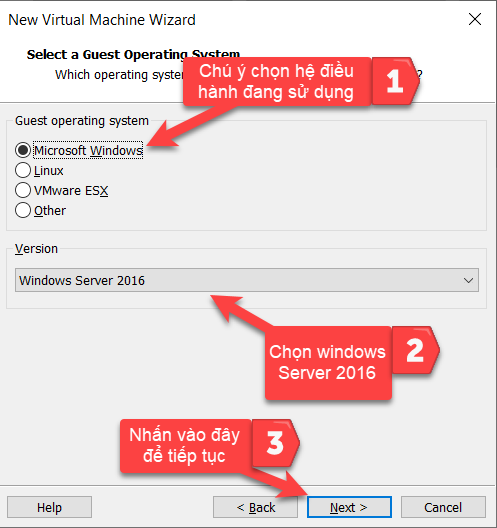 New Virtual Machine Wizard
Select a Guest Operating System
Which operating system
?
Chú ý chọn hệ điều
hành đang sử dụng
1
Guest operating system
Microsoft Windows
Linux
VMware ESX
Other
Version
Windows Server 2016
Chọn windows
Server 2016
2
Nhấn vào đây
để tiếp tục
3
Help
< Back
Next >
Cancel